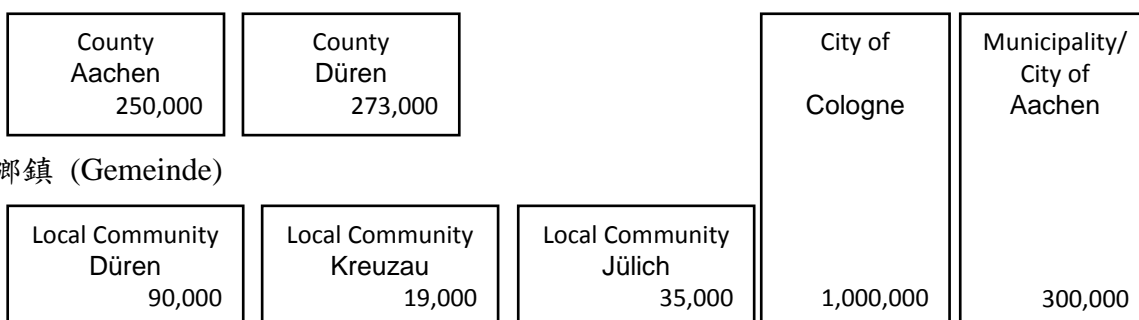 County
Aachen
250,000
County
Düren
273,000
City of
Cologne
1,000,000
Municipality/
City of
Aachen
300,000
鄉鎮 (Gemeinde)
Local Community
Düren
90,000
Local Community
Kreuzau
19,000
Local Community
Jülich
35,000